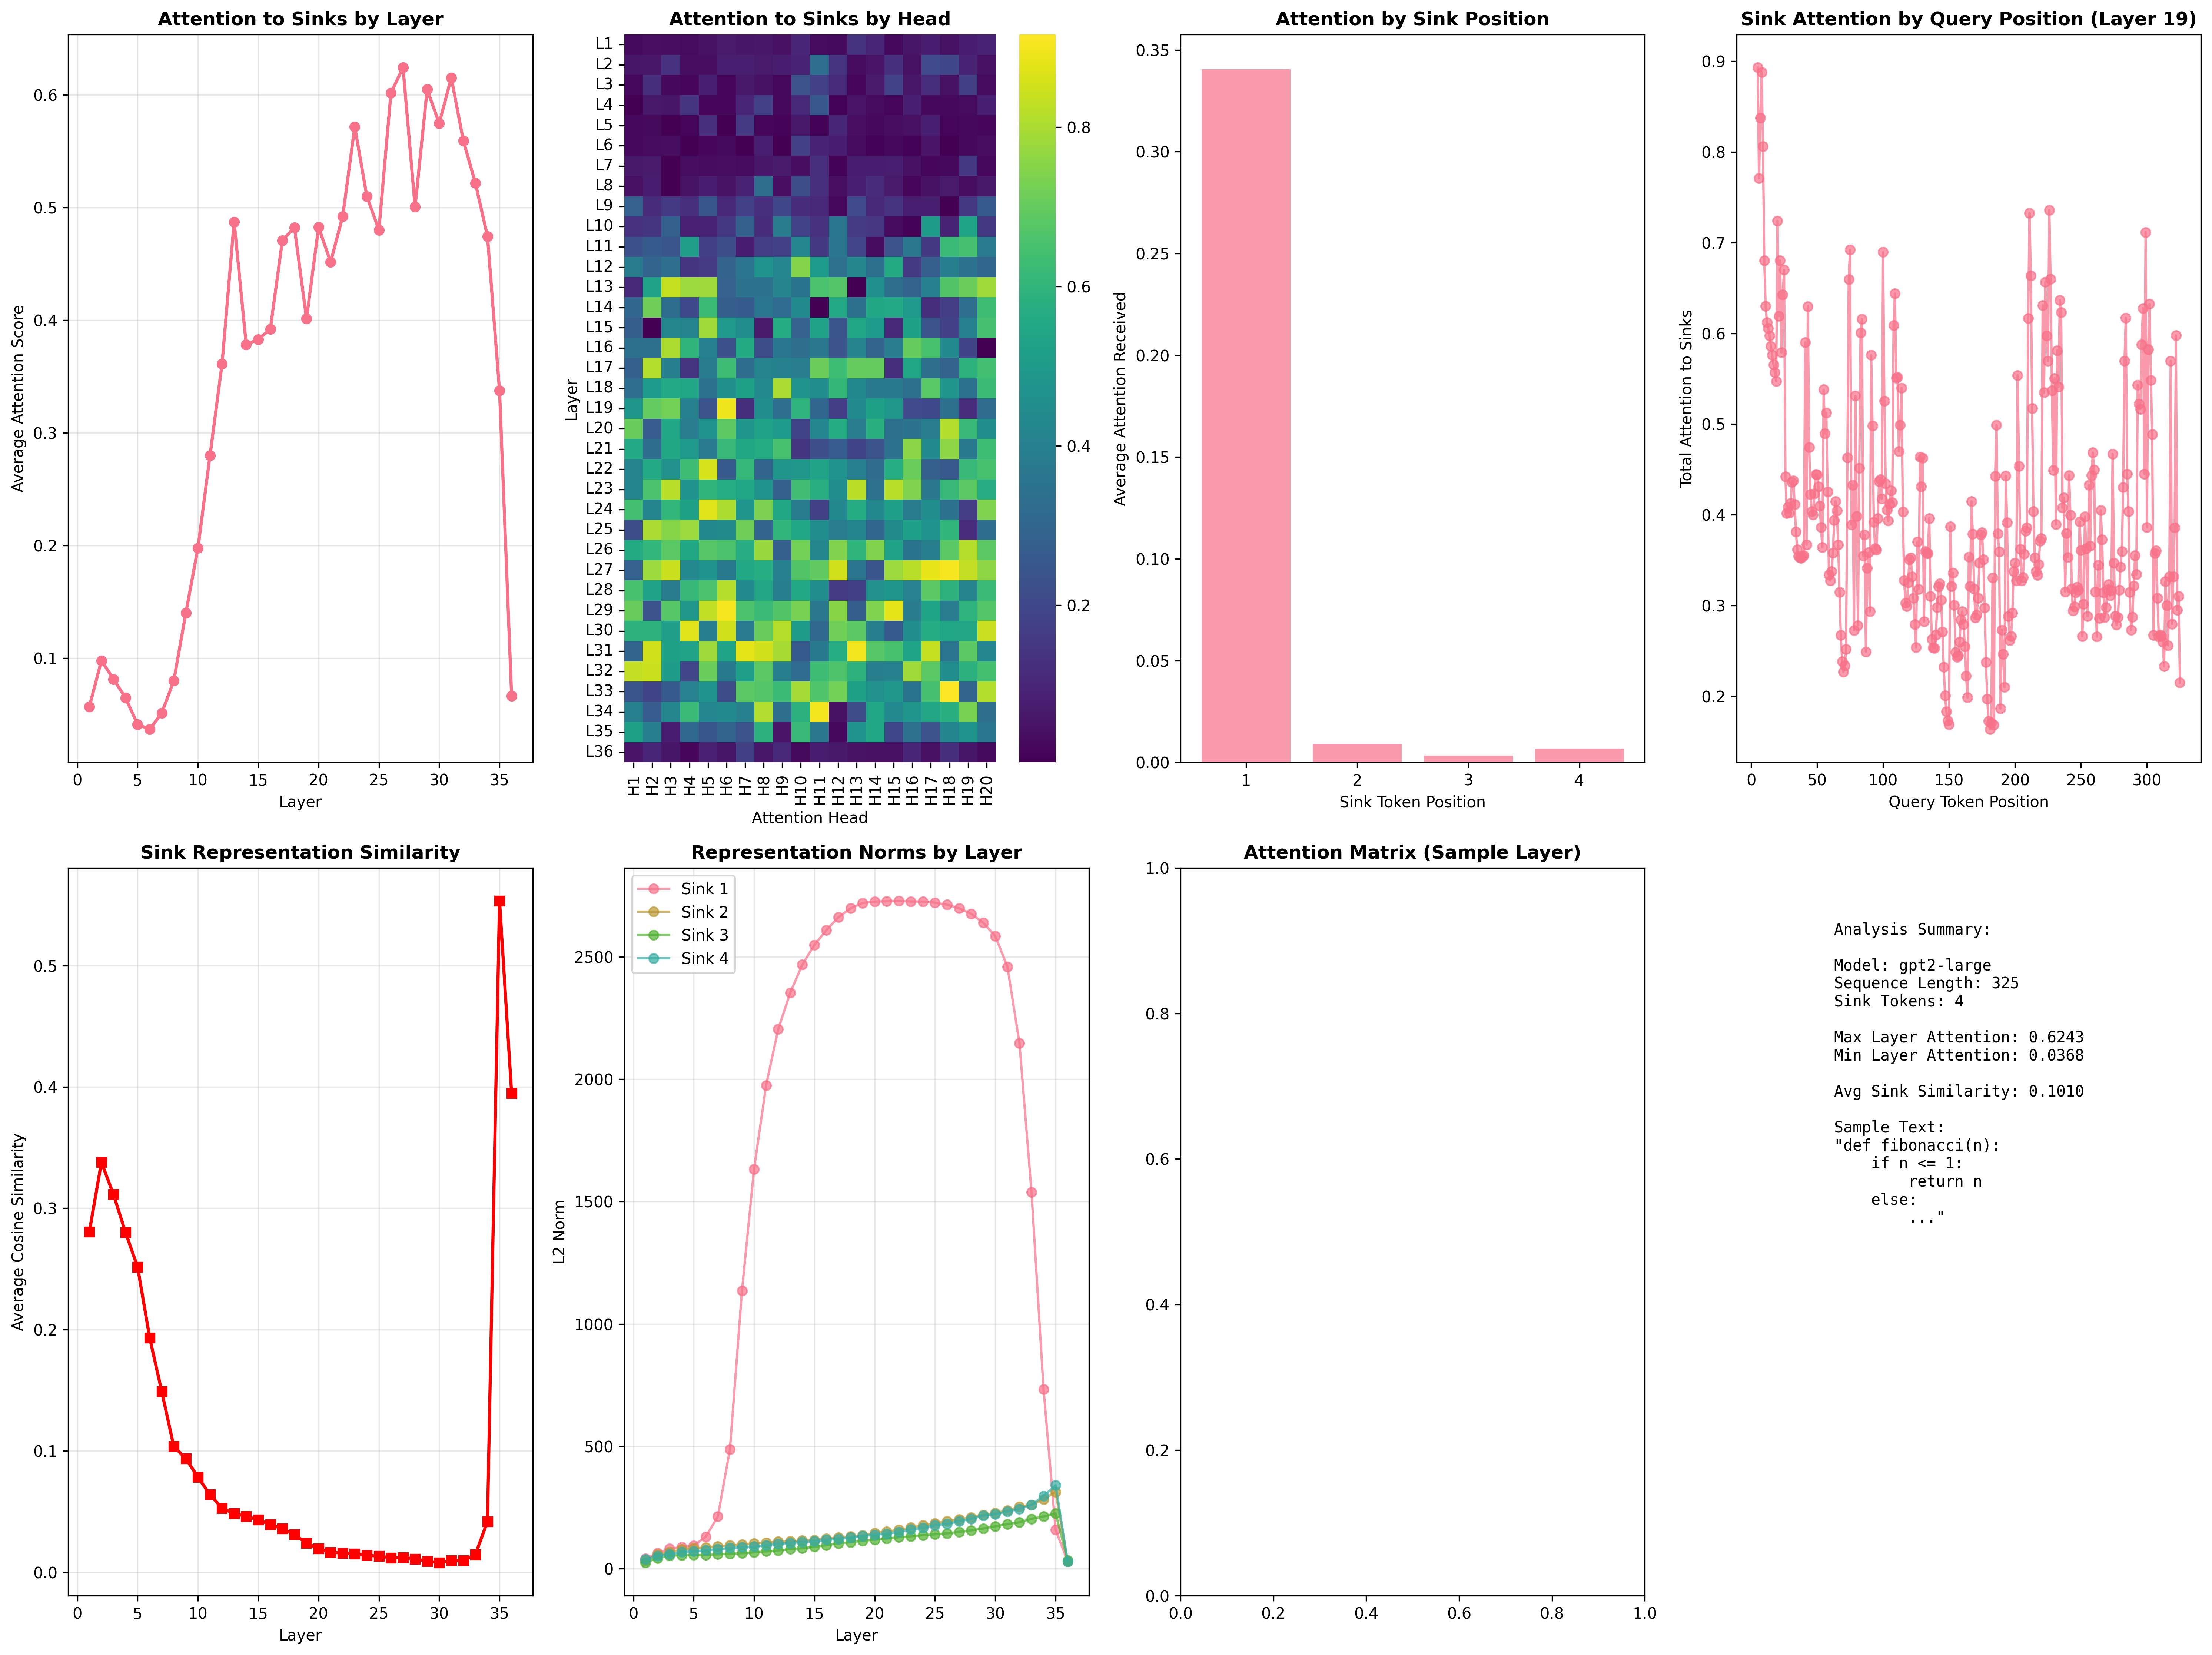 Attention to Sinks by Layer
Average Attention Score
0.6
0.5
0.4
0.3
0.2
0.1
0 5 10 15 20 25 30 35
Layer
Attention to Sinks by Head
Layer
L1
L2
L3
L4
L5
L6
L7
L8
L9
L10
L11
L12
L13
L14
L15
L16
L17
L18
L19
L20
L21
L22
L23
L24
L25
L26
L27
L28
L29
L30
L31
L32
L33
L34
L35
L36
H1 H2 H3 H4 H5 H6 H7 H8 H9 H10 H11 H12 H13 H14 H15 H16 H17 H18 H19 H20
Attention Head
0.8
0.6
0.4
0.2
Attention by Sink Position
Average Attention Received
0.35
0.30
0.25
0.20
0.15
0.10
0.05
0.00
1 2 3 4
Sink Token Position
Sink Attention by Query Position (Layer 19)
Total Attention to Sinks
0.9
0.8
0.7
0.6
0.5
0.4
0.3
0.2
0 50 100 150 200 250 300
Query Token Position
Sink Representation Similarity
Average Cosine Similarity
0.5
0.4
0.3
0.2
0.1
0.0
0 5 10 15 20 25 30 35
Layer
Representation Norms by Layer
L2 Norm
Sink 1
Sink 2
Sink 3
Sink 4
2500
2000
1500
1000
500
0
0 5 10 15 20 25 30 35
Layer
Attention Matrix (Sample Layer)
1.0
0.8
0.6
0.4
0.2
0.0
0.0 0.2 0.4 0.6 0.8 1.0
Analysis Summary:
Model: gpt2-large
Sequence Length: 325
Sink Tokens: 4
Max Layer Attention: 0.6243
Min Layer Attention: 0.0368
Avg Sink Similarity: 0.1010
Sample Text:
"def fibonacci(n):
    if n <= 1:
        return n
    else:
        ..."